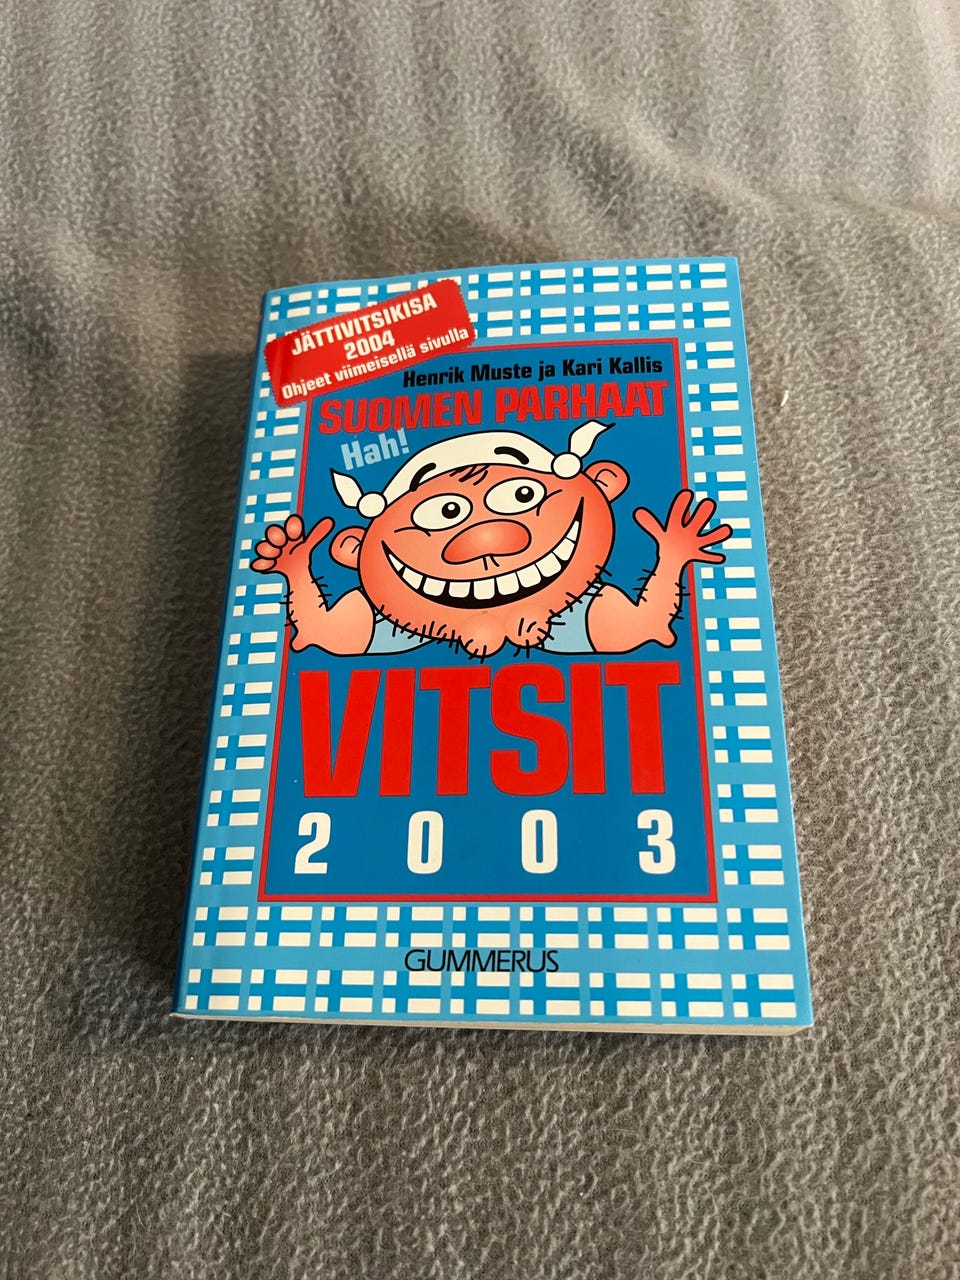 JÄTTIVITSIKISA
2004
Ohjeet viimeisellä sivulla
Henrik Muste ja Kari Kallis
SUOMEN PARHAAT
Hah!
VITSIT
2003
GUMMERUS